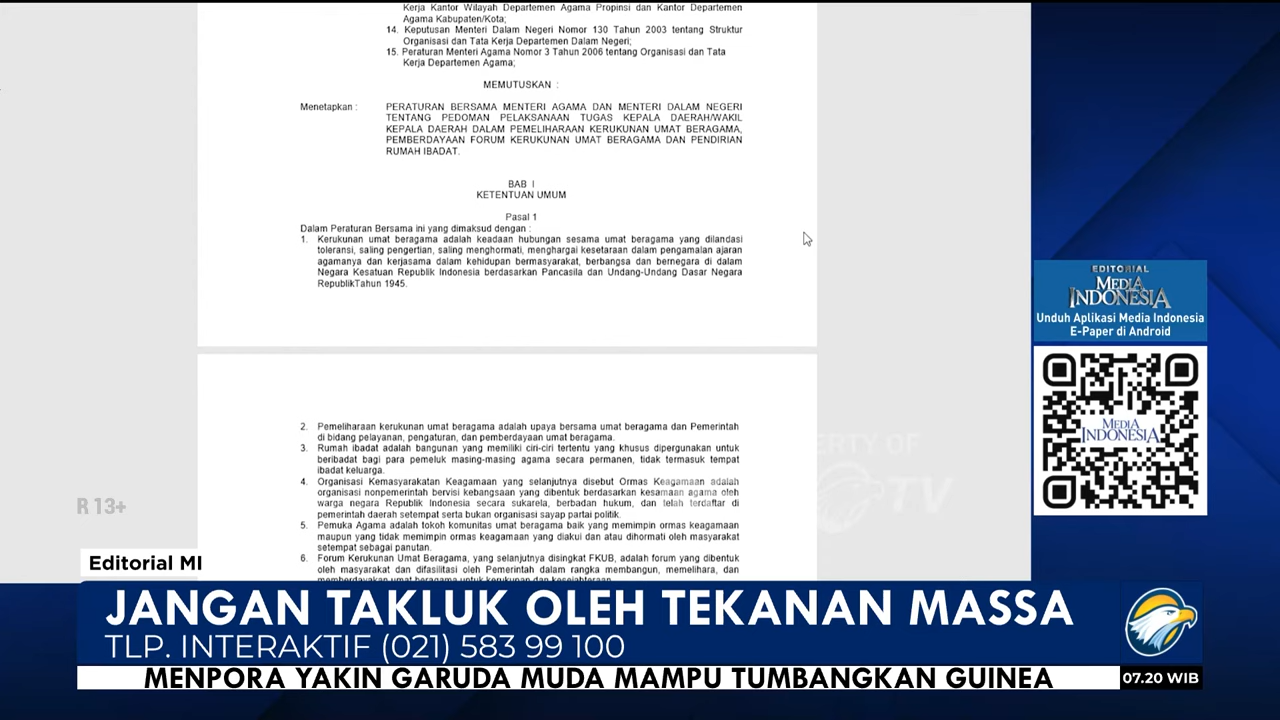 Kerja Kantor Wilayah Departemen Agama Propinsi dan Kantor Departemen
Agama Kabupaten/Kota;
14. Keputusan Menteri Dalam Negeri Nomor 130 Tahun 2003 tentang Struktur
Organisasi dan Tata Kerja Departemen Dalam Negeri;
15. Peraturan Menteri Agama Nomor 3 Tahun 2006 tentang Organisasi dan Tata
Kerja Departemen Agama;
MEMUTUSKAN :
Menetapkan : PERATURAN BERSAMA MENTERI AGAMA DAN MENTERI DALAM NEGERI
TENTANG PEDOMAN PELAKSANAAN TUGAS KEPALA DAERAH/WAKIL
KEPALA DAERAH DALAM PEMELIHARAAN KERUKUNAN UMAT BERAGAMA,
PEMBERDAYAAN FORUM KERUKUNAN UMAT BERAGAMA DAN PENDIRIAN
RUMAH IBADAT.
BAB I
KETENTUAN UMUM
Pasal 1
Dalam Peraturan Bersama ini yang dimaksud dengan :
1. Kerukunan umat beragama adalah keadaan hubungan sesama umat beragama yang dilandasi
toleransi, saling pengertian, saling menghormati, menghargai kesetaraan dalam pengamalan ajaran
agamanya dan kerjasama dalam kehidupan bermasyarakat, berbangsa dan bernegara di dalam
Negara Kesatuan Republik Indonesia berdasarkan Pancasila dan Undang-Undang Dasar Negara
RepublikTahun 1945.
2. Pemeliharaan kerukunan umat beragama adalah upaya bersama umat beragama dan Pemerintah
di bidang pelayanan, pengaturan, dan pemberdayaan umat beragama.
3. Rumah ibadat adalah bangunan yang memiliki ciri-ciri tertentu yang khusus dipergunakan untuk
beribadat bagi para pemeluk masing-masing agama secara permanen, tidak termasuk tempat
ibadat keluarga.
4. Organisasi Kemasyarakatan Keagamaan yang selanjutnya disebut Ormas Keagamaan adalah
organisasi nonpemerintah bervisi kebangsaan yang dibentuk berdasarkan kesamaan agama oleh
warga negara Republik Indonesia secara sukarela, berbadan hukum, dan telah terdaftar di
pemerintah daerah setempat serta bukan organisasi sayap partai politik.
5. Pemuka Agama adalah tokoh komunitas umat beragama baik yang memimpin ormas keagamaan
maupun yang tidak memimpin ormas keagamaan yang diakui dan atau dihormati oleh masyarakat
setempat sebagai panutan.
6. Forum Kerukunan Umat Beragama, yang selanjutnya disingkat FKUB, adalah forum yang dibentuk
oleh masyarakat dan difasilitasi oleh Pemerintah dalam rangka membangun, memelihara, dan
memberdayakan umat beragama untuk kerukunan dan kesejahteraan.
EDITORIAL
MEDIA
INDONESIA
Unduh Aplikasi Media Indonesia
E-Paper di Android
MEDIA
INDONESIA
TV
R 13+
Editorial MI
JANGAN TAKLUK OLEH TEKANAN MASSA
TLP. INTERAKTIF (021) 583 99 100
MENPORA YAKIN GARUDA MUDA MAMPU TUMBANGKAN GUINEA
07.20 WIB